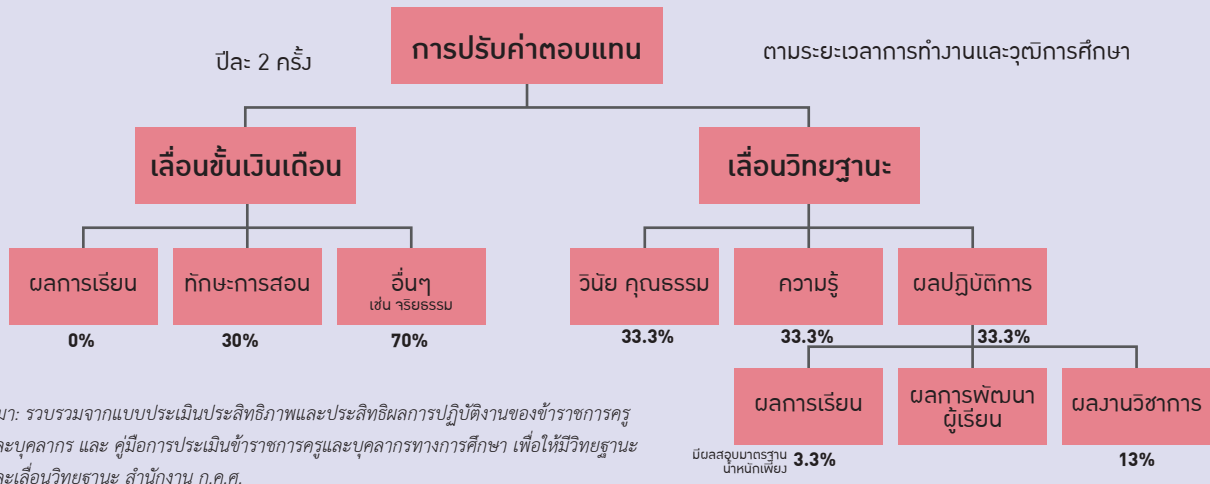 การปรับค่าตอบแทน
ปีละ 2 ครั้ง
ตามระยะเวลาการทำงานและวุฒิการศึกษา
เลื่อนขั้นเงินเดือน
เลื่อนวิทยฐานะ
ผลการเรียน
ทักษะการสอน
อื่นๆ
เช่น จริยธรรม
วินัย คุณธรรม
ความรู้
ผลปฏิบัติการ
0%
30%
70%
33.3%
33.3%
33.3%
ผลการเรียน
ผลการพัฒนา
ผู้เรียน
ผลงานวิชาการ
มีผลสอบมาตรฐาน
น้ำหนักเพียง
3.3%
13%
มา: รวบรวมจากแบบประเมินประสิทธิภาพและประสิทธิผลการปฏิบัติงานของข้าราชการครู
ละบุคลากร และ คู่มือการประเมินข้าราชการครูและบุคลากรทางการศึกษา เพื่อให้มีวิทยฐานะ
ละเลื่อนวิทยฐานะ สำนักงาน ก.ค.ศ.